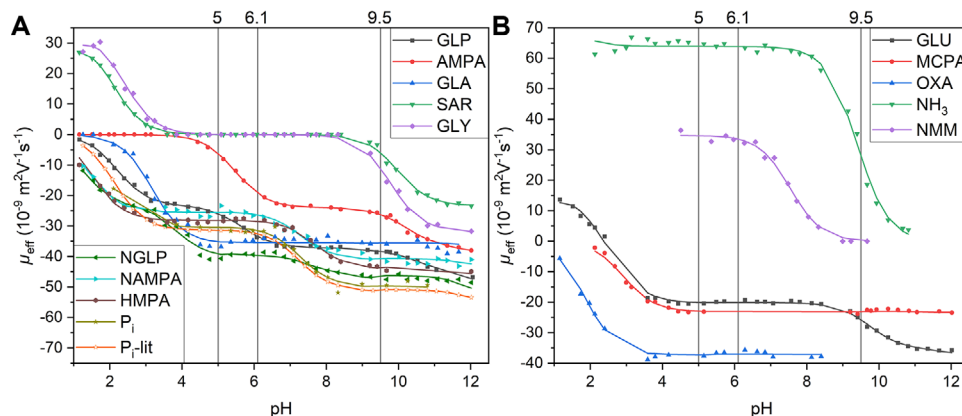 A
5 6.1 9.5
30
20
10
0
-10
-20
-30
-40
-50
-60
-70
μeff (10⁻⁹ m²V⁻¹s⁻¹)
GLP
AMPA
GLA
SAR
GLY
NGLP
NAMPA
HMPA
Pi
Pi-lit
2 4 6 8 10 12
pH
B
5 6.1 9.5
70
60
50
40
30
20
10
0
-10
-20
-30
-40
μeff (10⁻⁹ m²V⁻¹s⁻¹)
GLU
MCPA
OXA
NH₃
NMM
2 4 6 8 10 12
pH